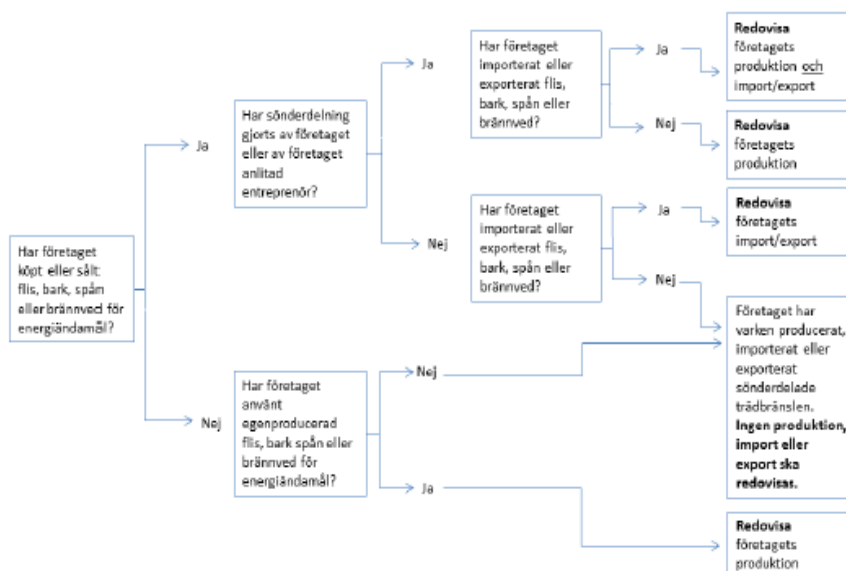 Har företaget
köpt eller sålt
flis, bark, spåm
eller brännved för
energiändamål?
Ja
Har sönderdelning
gjorts av företaget
eller av företaget
anlitad
entreprenör?
Ja
Har företaget
importerat eller
exporterat flis,
bark, spån eller
brännved?
Ja
Redovisa
företagets
produktion och
import/export
Nej
Redovisa
företagets
produktion
Nej
Har företaget
importerat eller
exporterat flis,
bark, spån eller
brännved?
Ja
Redovisa
företagets
import/export
Nej
Företaget har
varken producerat,
importerat eller
exporterat
sönderdelade
trädbränslen.
Ingen produktion,
import eller
export ska
redovisas.
Nej
Har företaget
använt
egenproducerad
flis, bark spån eller
brännved för
energiändamål?
Nej
Ja
Redovisa
företagets
produktion